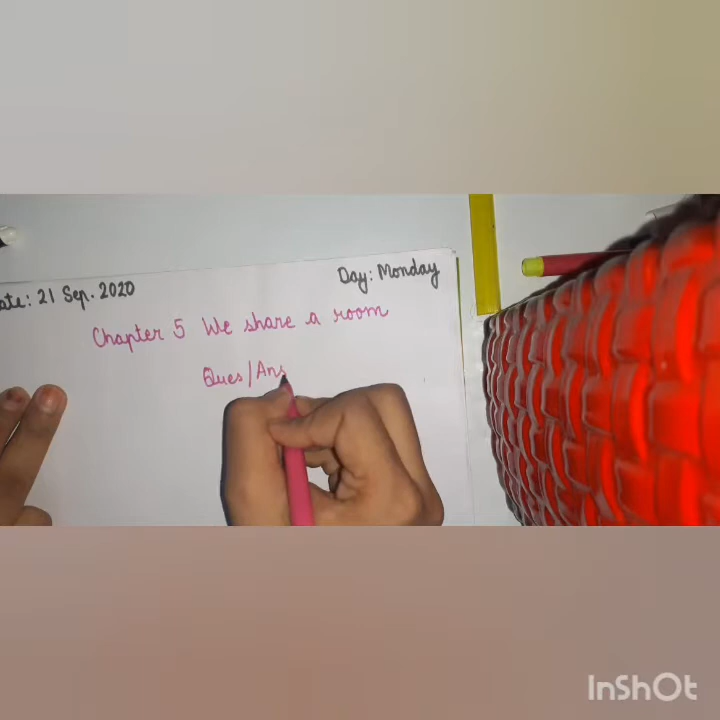 ate: 21 Sep. 2020
Day: Monday
Chapter 5 We share a room
Ques/Ans
InShOt